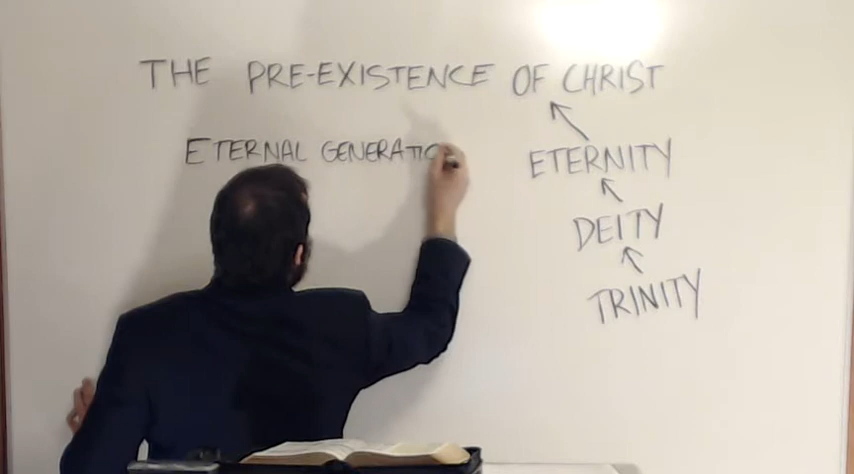 THE PRE-EXISTENCE OF CHRIST
ETERNAL GENERATIO
ETERNITY
DEITY
TRINITY